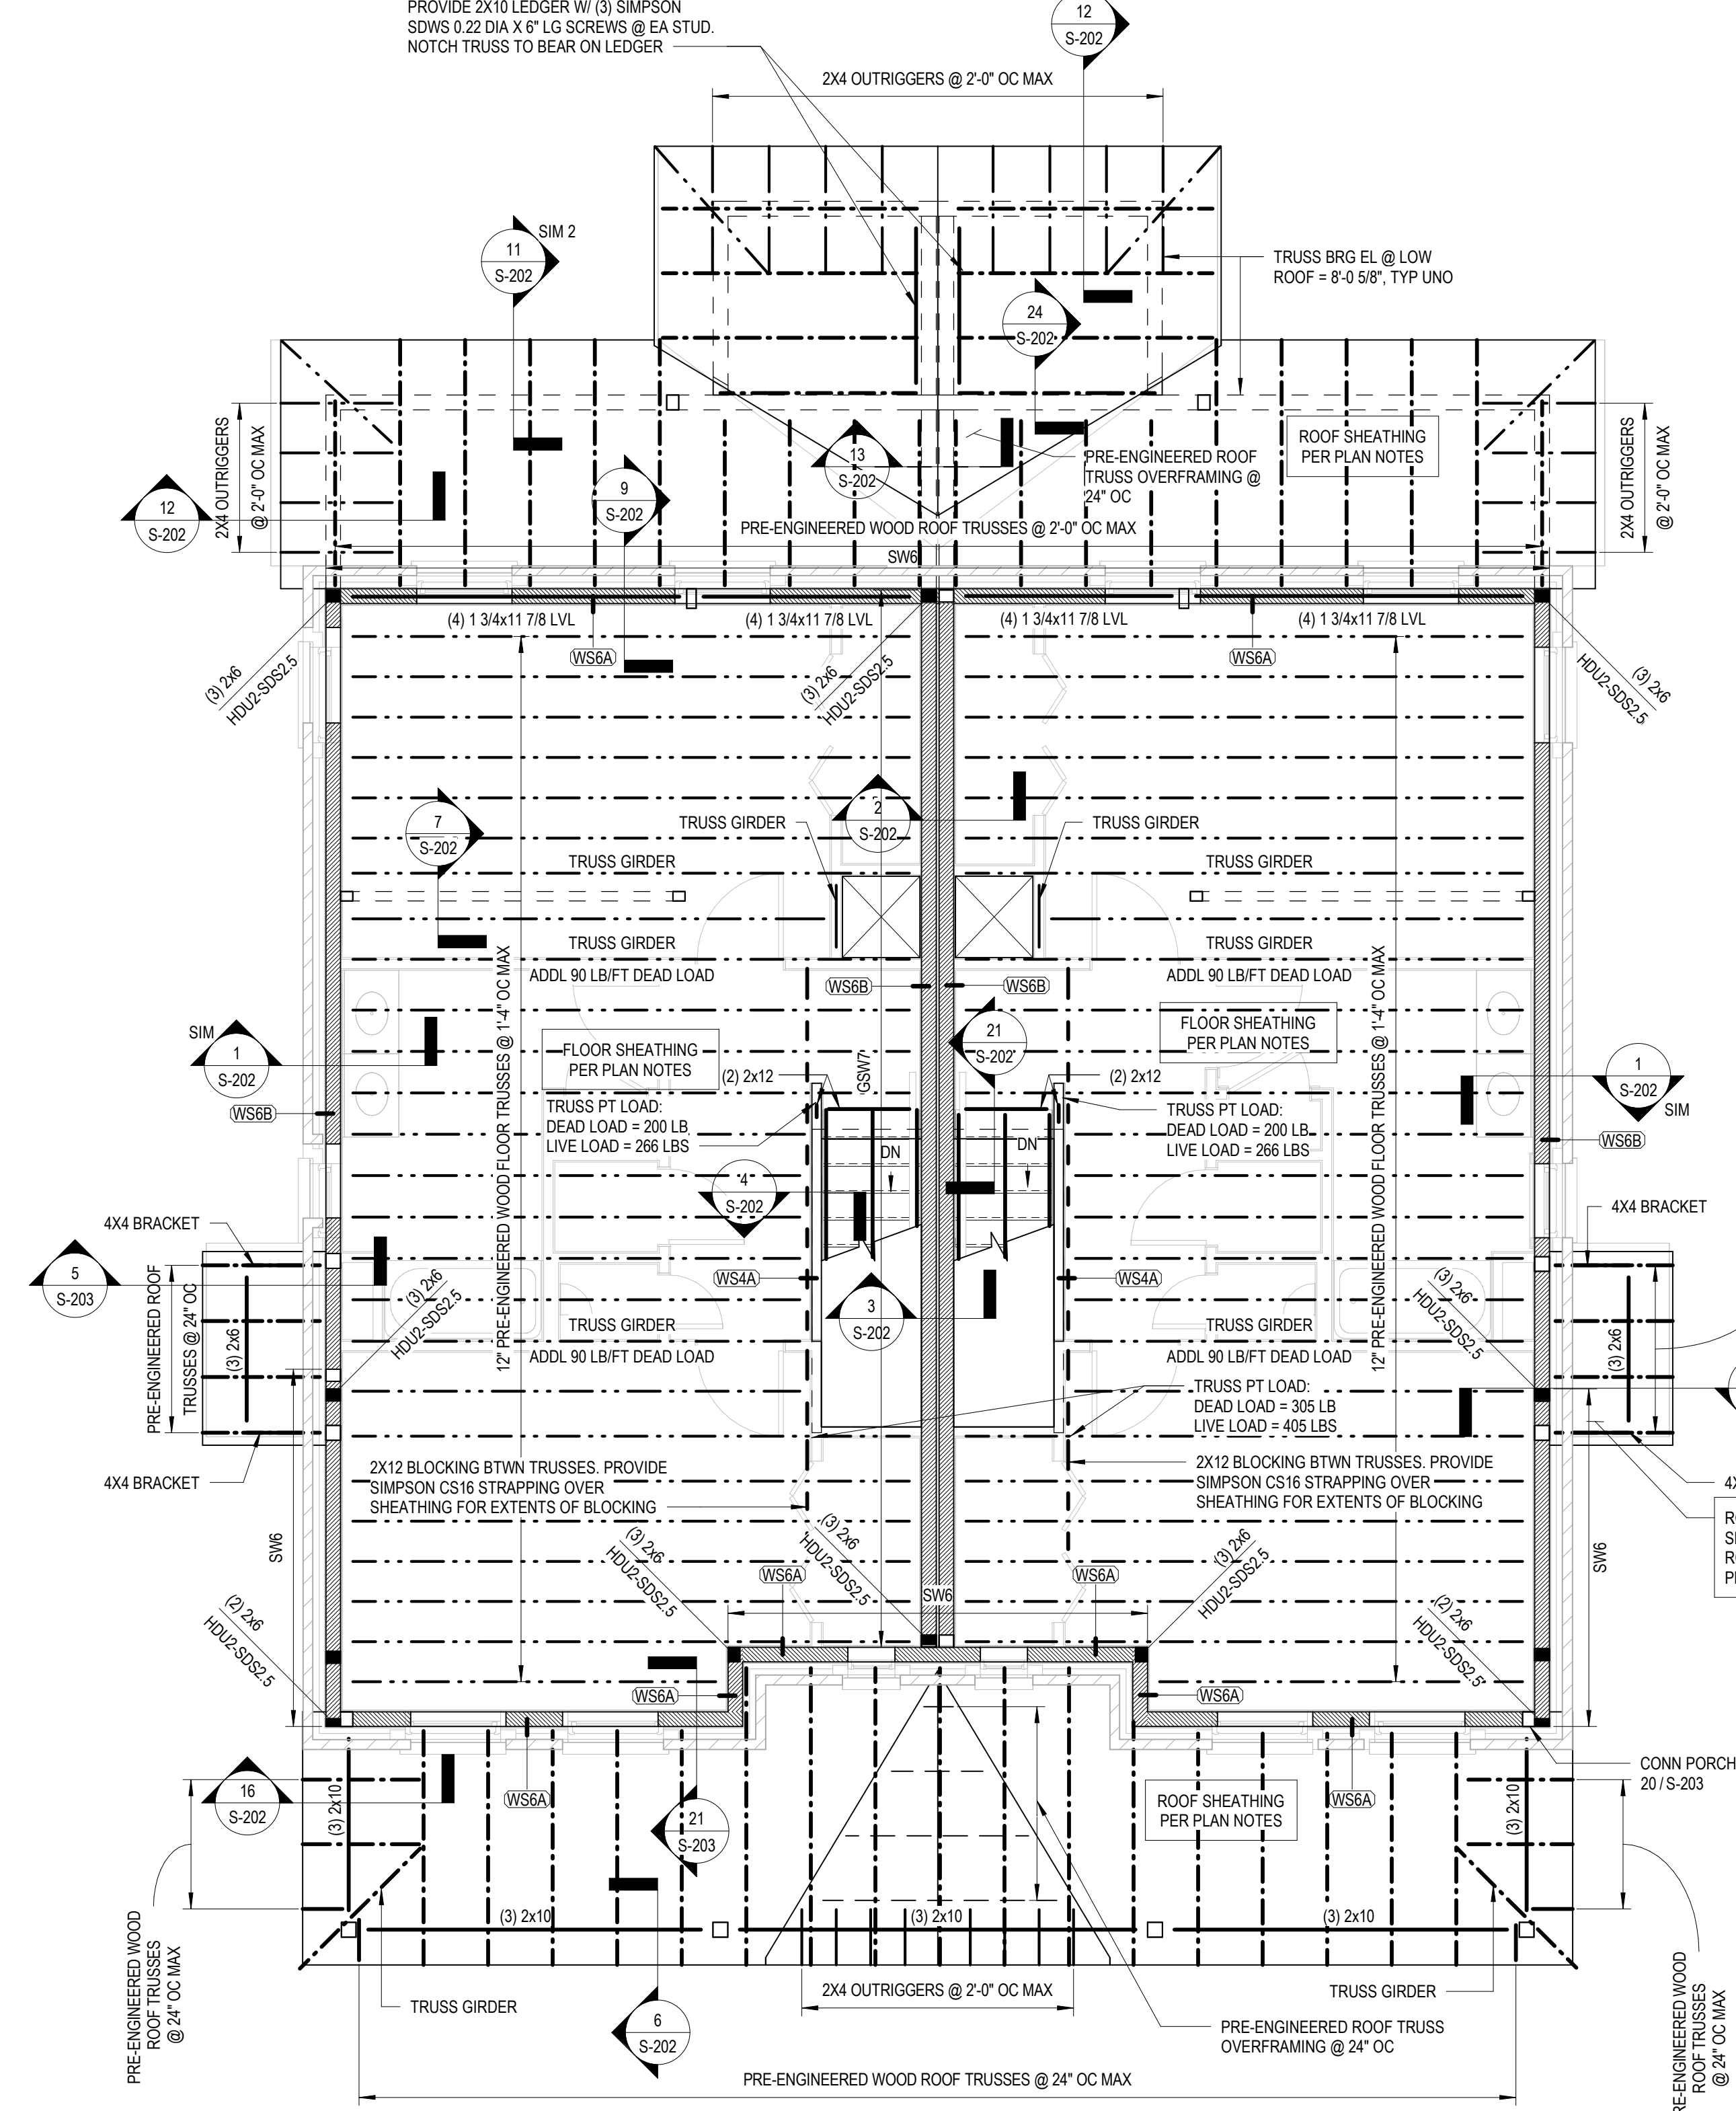 PROVIDE 2X10 LEDGER W/ (3) SIMPSON
SDWS 0.22 DIA X 6" LG SCREWS @ EA STUD.
NOTCH TRUSS TO BEAR ON LEDGER
12
S-202
2X4 OUTRIGGERS @ 2'-0" OC MAX
11
S-202
SIM 2
TRUSS BRG EL @ LOW
ROOF = 8'-0 5/8", TYP UNO
24
S-202
2X4 OUTRIGGERS
@ 2'-0" OC MAX
ROOF SHEATHING
PER PLAN NOTES
2X4 OUTRIGGERS
@ 2'-0" OC MAX
13
S-202
PRE-ENGINEERED ROOF
TRUSS OVERFRAMING @
24" OC
12
S-202
9
S-202
PRE-ENGINEERED WOOD ROOF TRUSSES @ 2'-0" OC MAX
SW6
(4) 1 3/4x11 7/8 LVL
(4) 1 3/4x11 7/8 LVL
(4) 1 3/4x11 7/8 LVL
(4) 1 3/4x11 7/8 LVL
WS6A
WS6A
(3) 2x6
HDU2-SDS2.5
(3) 2x6
HDU2-SDS2.5
(3) 2x6
HDU2-SDS2.5
7
S-202
2
S-202
TRUSS GIRDER
TRUSS GIRDER
TRUSS GIRDER
TRUSS GIRDER
TRUSS GIRDER
ADDL 90 LB/FT DEAD LOAD
TRUSS GIRDER
ADDL 90 LB/FT DEAD LOAD
12" PRE-ENGINEERED WOOD FLOOR TRUSSES @ 1'-4" OC MAX
12" PRE-ENGINEERED WOOD FLOOR TRUSSES @ 1'-4" OC MAX
WS6B
WS6B
SIM
1
S-202
FLOOR SHEATHING
PER PLAN NOTES
21
S-202
FLOOR SHEATHING
PER PLAN NOTES
1
S-202
SIM
GSW7
(2) 2x12
(2) 2x12
WS6B
WS6B
TRUSS PT LOAD:
DEAD LOAD = 200 LB
LIVE LOAD = 266 LBS
TRUSS PT LOAD:
DEAD LOAD = 200 LB
LIVE LOAD = 266 LBS
DN
DN
4
S-202
4X4 BRACKET
4X4 BRACKET
5
S-203
PRE-ENGINEERED ROOF
TRUSSES @ 24" OC
(3) 2x6
(3) 2x6
HDU2-SDS2.5
WS4A
WS4A
3
S-202
(3) 2x6
HDU2-SDS2.5
(3) 2x6
TRUSS GIRDER
ADDL 90 LB/FT DEAD LOAD
TRUSS GIRDER
ADDL 90 LB/FT DEAD LOAD
TRUSS PT LOAD:
DEAD LOAD = 305 LB
LIVE LOAD = 405 LBS
4X4 BRACKET
2X12 BLOCKING BTWN TRUSSES. PROVIDE
SIMPSON CS16 STRAPPING OVER
SHEATHING FOR EXTENTS OF BLOCKING
2X12 BLOCKING BTWN TRUSSES. PROVIDE
SIMPSON CS16 STRAPPING OVER
SHEATHING FOR EXTENTS OF BLOCKING
SW6
SW6
(3) 2x6
HDU2-SDS2.5
(3) 2x6
HDU2-SDS2.5
(3) 2x6
HDU2-SDS2.5
WS6A
WS6A
SW6
(2) 2x6
HDU2-SDS2.5
(2) 2x6
HDU2-SDS2.5
WS6A
WS6A
CONN PORCH
20 / S-203
16
S-202
(3) 2x10
WS6A
21
S-203
ROOF SHEATHING
PER PLAN NOTES
WS6A
(3) 2x10
(3) 2x10
(3) 2x10
(3) 2x10
PRE-ENGINEERED WOOD
ROOF TRUSSES
@ 24" OC MAX
TRUSS GIRDER
2X4 OUTRIGGERS @ 2'-0" OC MAX
TRUSS GIRDER
6
S-202
PRE-ENGINEERED ROOF TRUSS
OVERFRAMING @ 24" OC
ROOF TRUSSES
@ 24" OC MAX
PRE-ENGINEERED WOOD ROOF TRUSSES @ 24" OC MAX